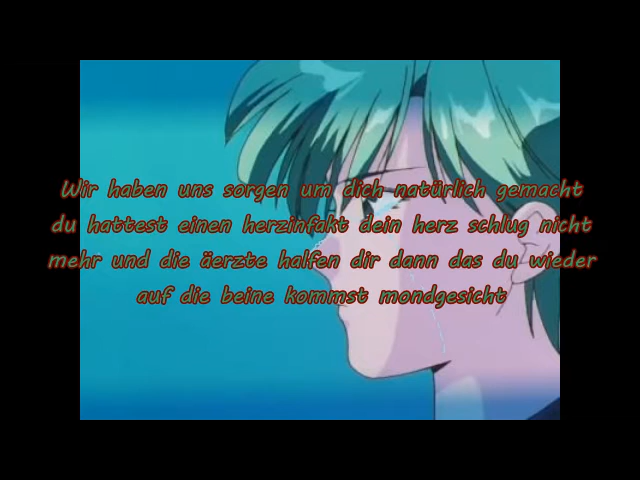 Wir haben uns sorgen um dich natürlich gemacht
du hattest einen herzinfakt dein herz schlug nicht
mehr und die äerzte halfen dir dann das du wieder
auf die beine kommst mondgesicht